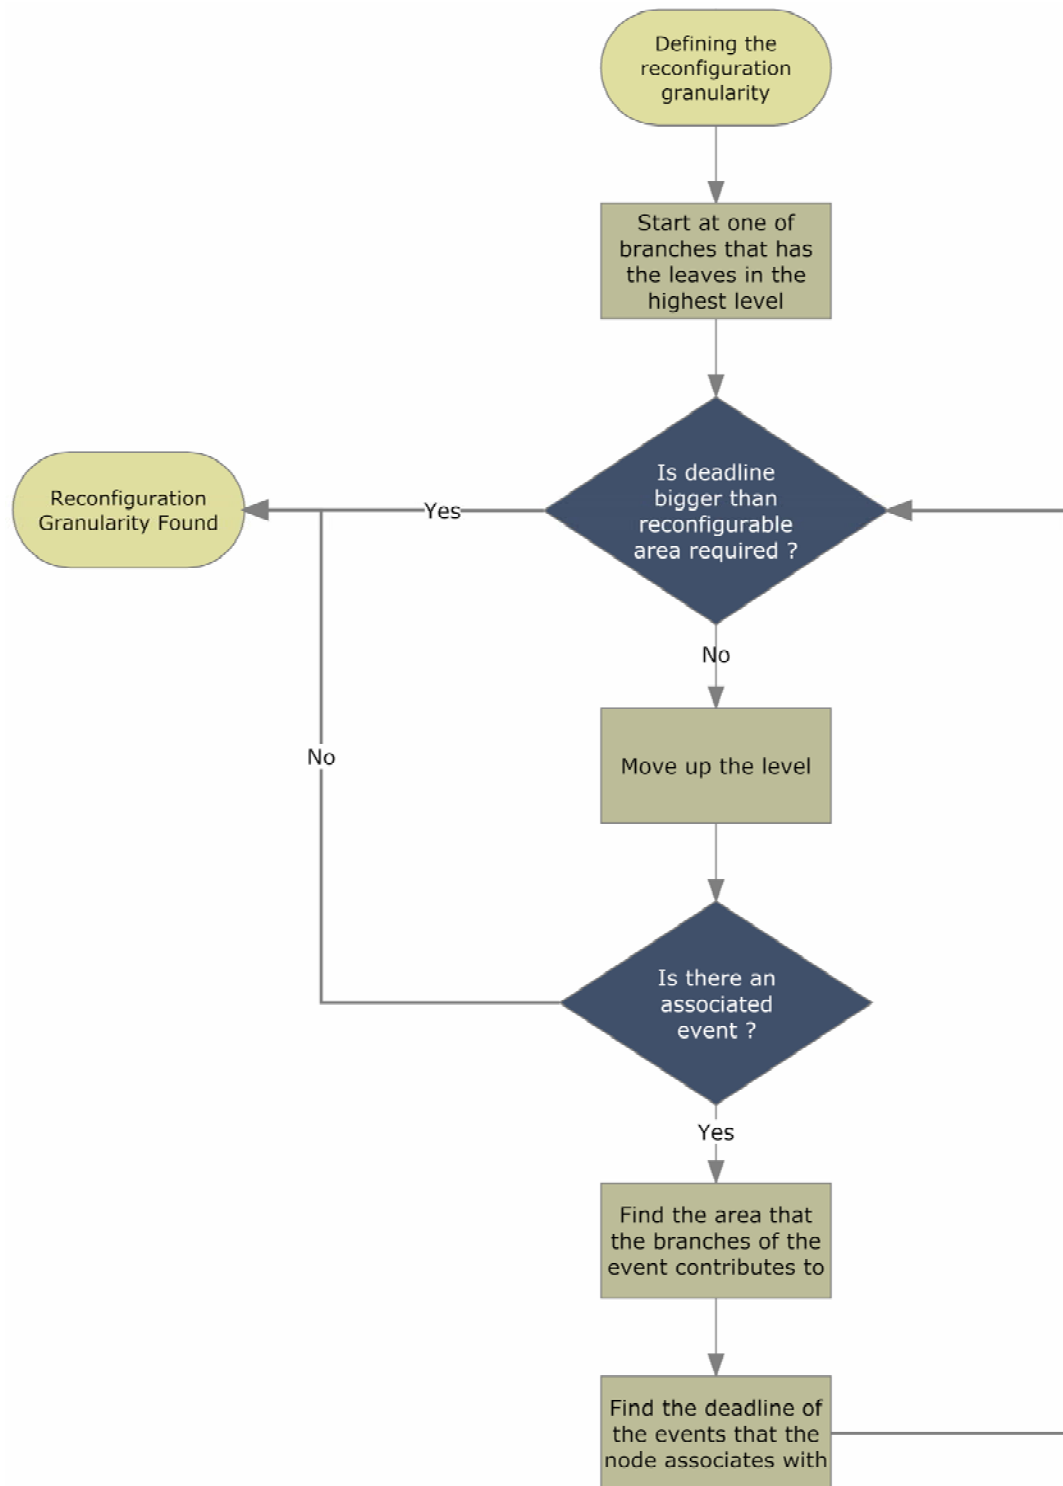 Defining the
reconfiguration
granularity
Start at one of
branches that has
the leaves in the
highest level
Is deadline
bigger than
reconfigurable
area required ?
Yes
Reconfiguration
Granularity Found
No
Move up the level
No
Is there an
associated
event ?
Yes
Find the area that
the branches of the
event contributes to
Find the deadline of
the events that the
node associates with